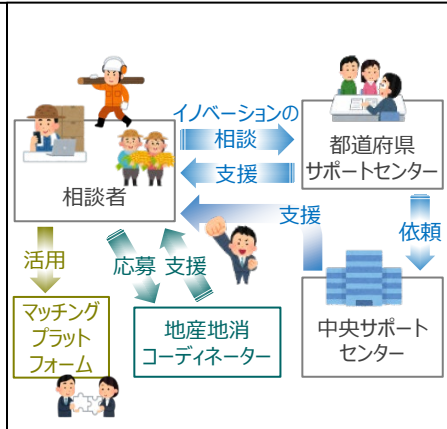 イノベーションの
相談
支援
相談者
都道府県
サポートセンター
支援
依頼
活用
応募
支援
マッチング
プラット
フォーム
地産地消
コーディネーター
中央サポート
センター